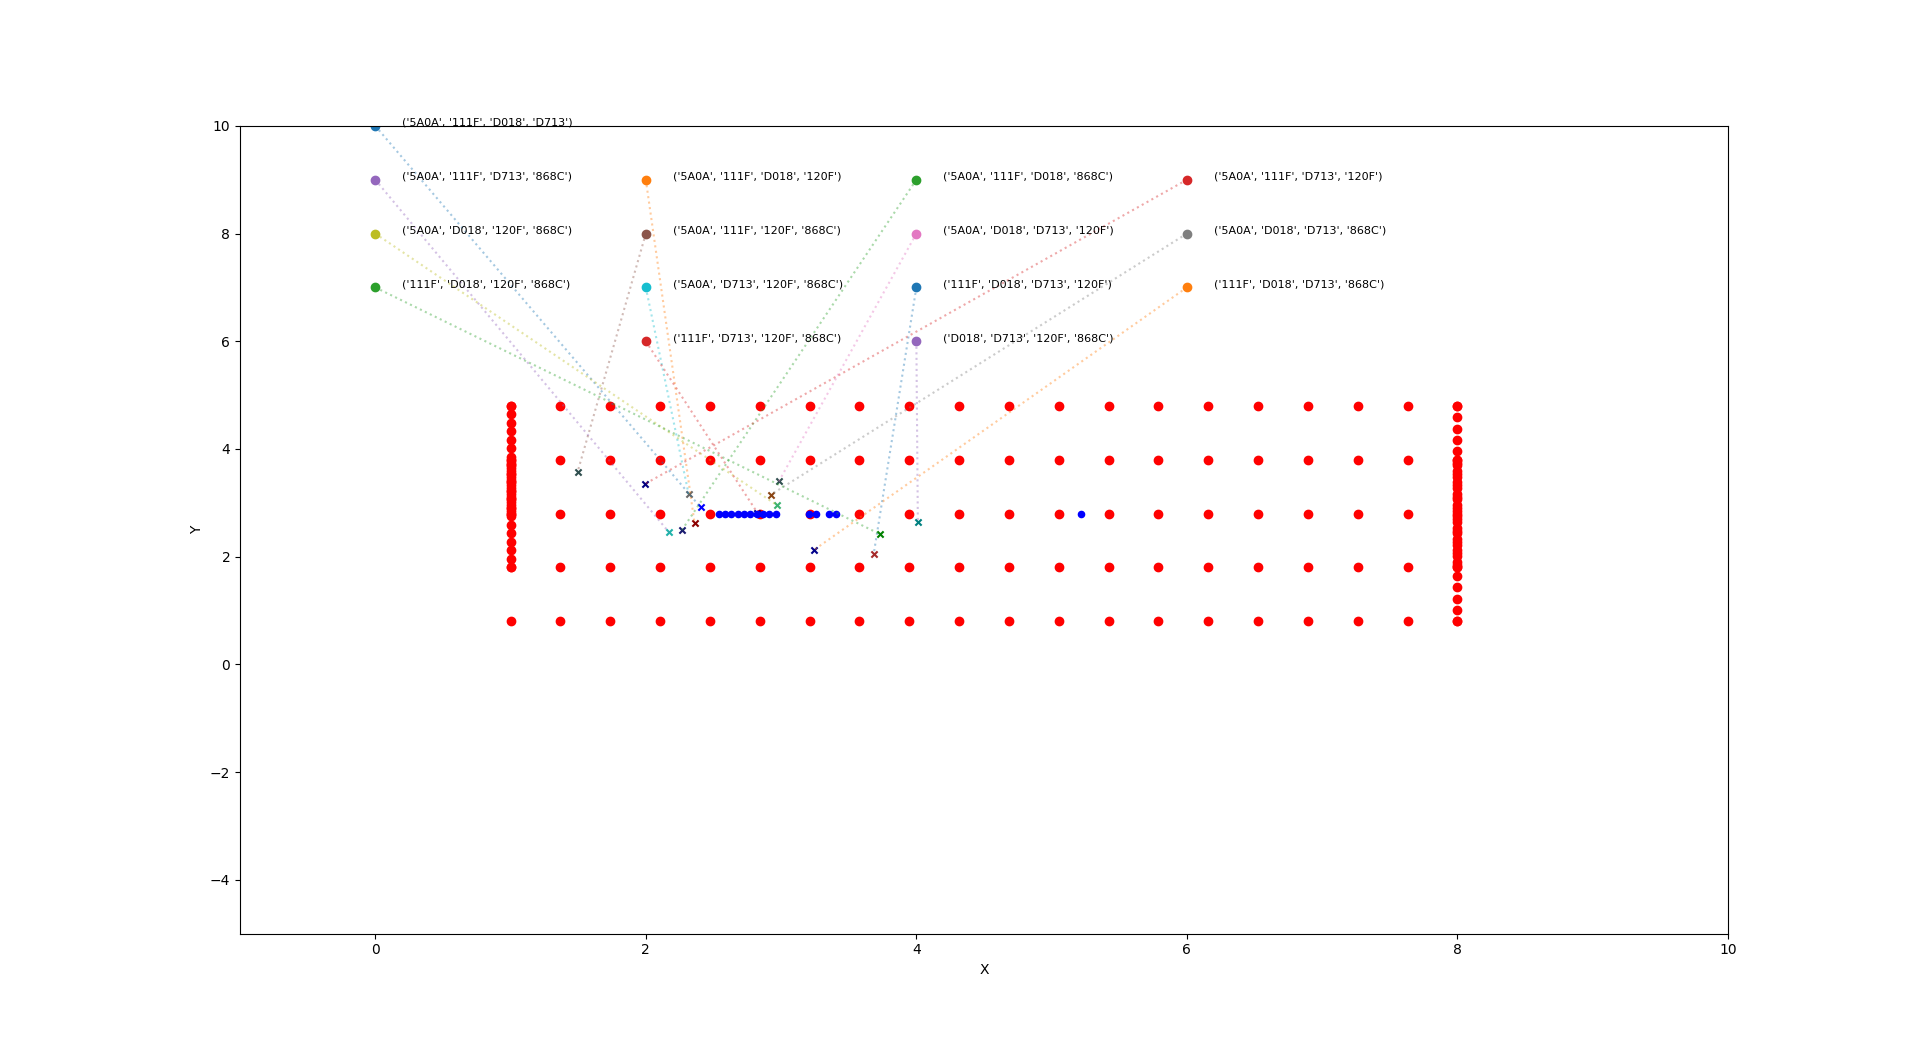 ('5A0A', '111F', 'D018', 'D713')
10
('5A0A', '111F', 'D713', '868C')
('5A0A', '111F', 'D018', '120F')
('5A0A', '111F', 'D018', '868C')
('5A0A', '111F', 'D713', '120F')
8
('5A0A', 'D018', '120F', '868C')
('5A0A', '111F', '120F', '868C')
('5A0A', 'D018', 'D713', '120F')
('5A0A', 'D018', 'D713', '868C')
('111F', 'D018', '120F', '868C')
('5A0A', 'D713', '120F', '868C')
('111F', 'D018', 'D713', '120F')
('111F', 'D018', 'D713', '868C')
6
('111F', 'D713', '120F', '868C')
('D018', 'D713', '120F', '868C')
4
Y
2
0
−2
−4
0 2 4 6 8 10
X